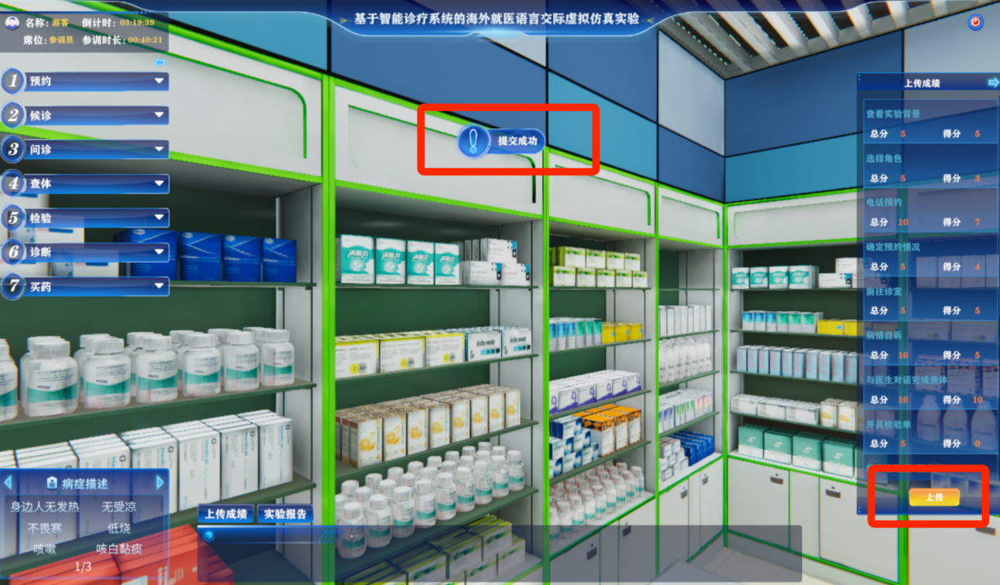 基于智能诊疗系统的海外就医语言交际虚拟仿真实验
名称: 游客 倒计时: 03:19:39
席位: 参训员 参训时长: 00:40:21
1 预约
2 候诊
3 问诊
4 查体
5 检验
6 诊断
7 买药
提交成功
上传成绩
查看实验背景
总分 5 得分 5
选择角色
总分 5 得分 3
电话预约
总分 10 得分 7
确定预约情况
总分 5 得分 4
前往诊室
总分 5 得分 5
病情自诉
总分 10 得分 5
与医生对话完成查体
总分 10 得分 10
开具检验单
总分 5 得分 0
上传
病症描述
身边人无发热 无受凉
不畏寒 低烧
咳嗽 咳白黏痰
1/3
上传成绩 实验报告